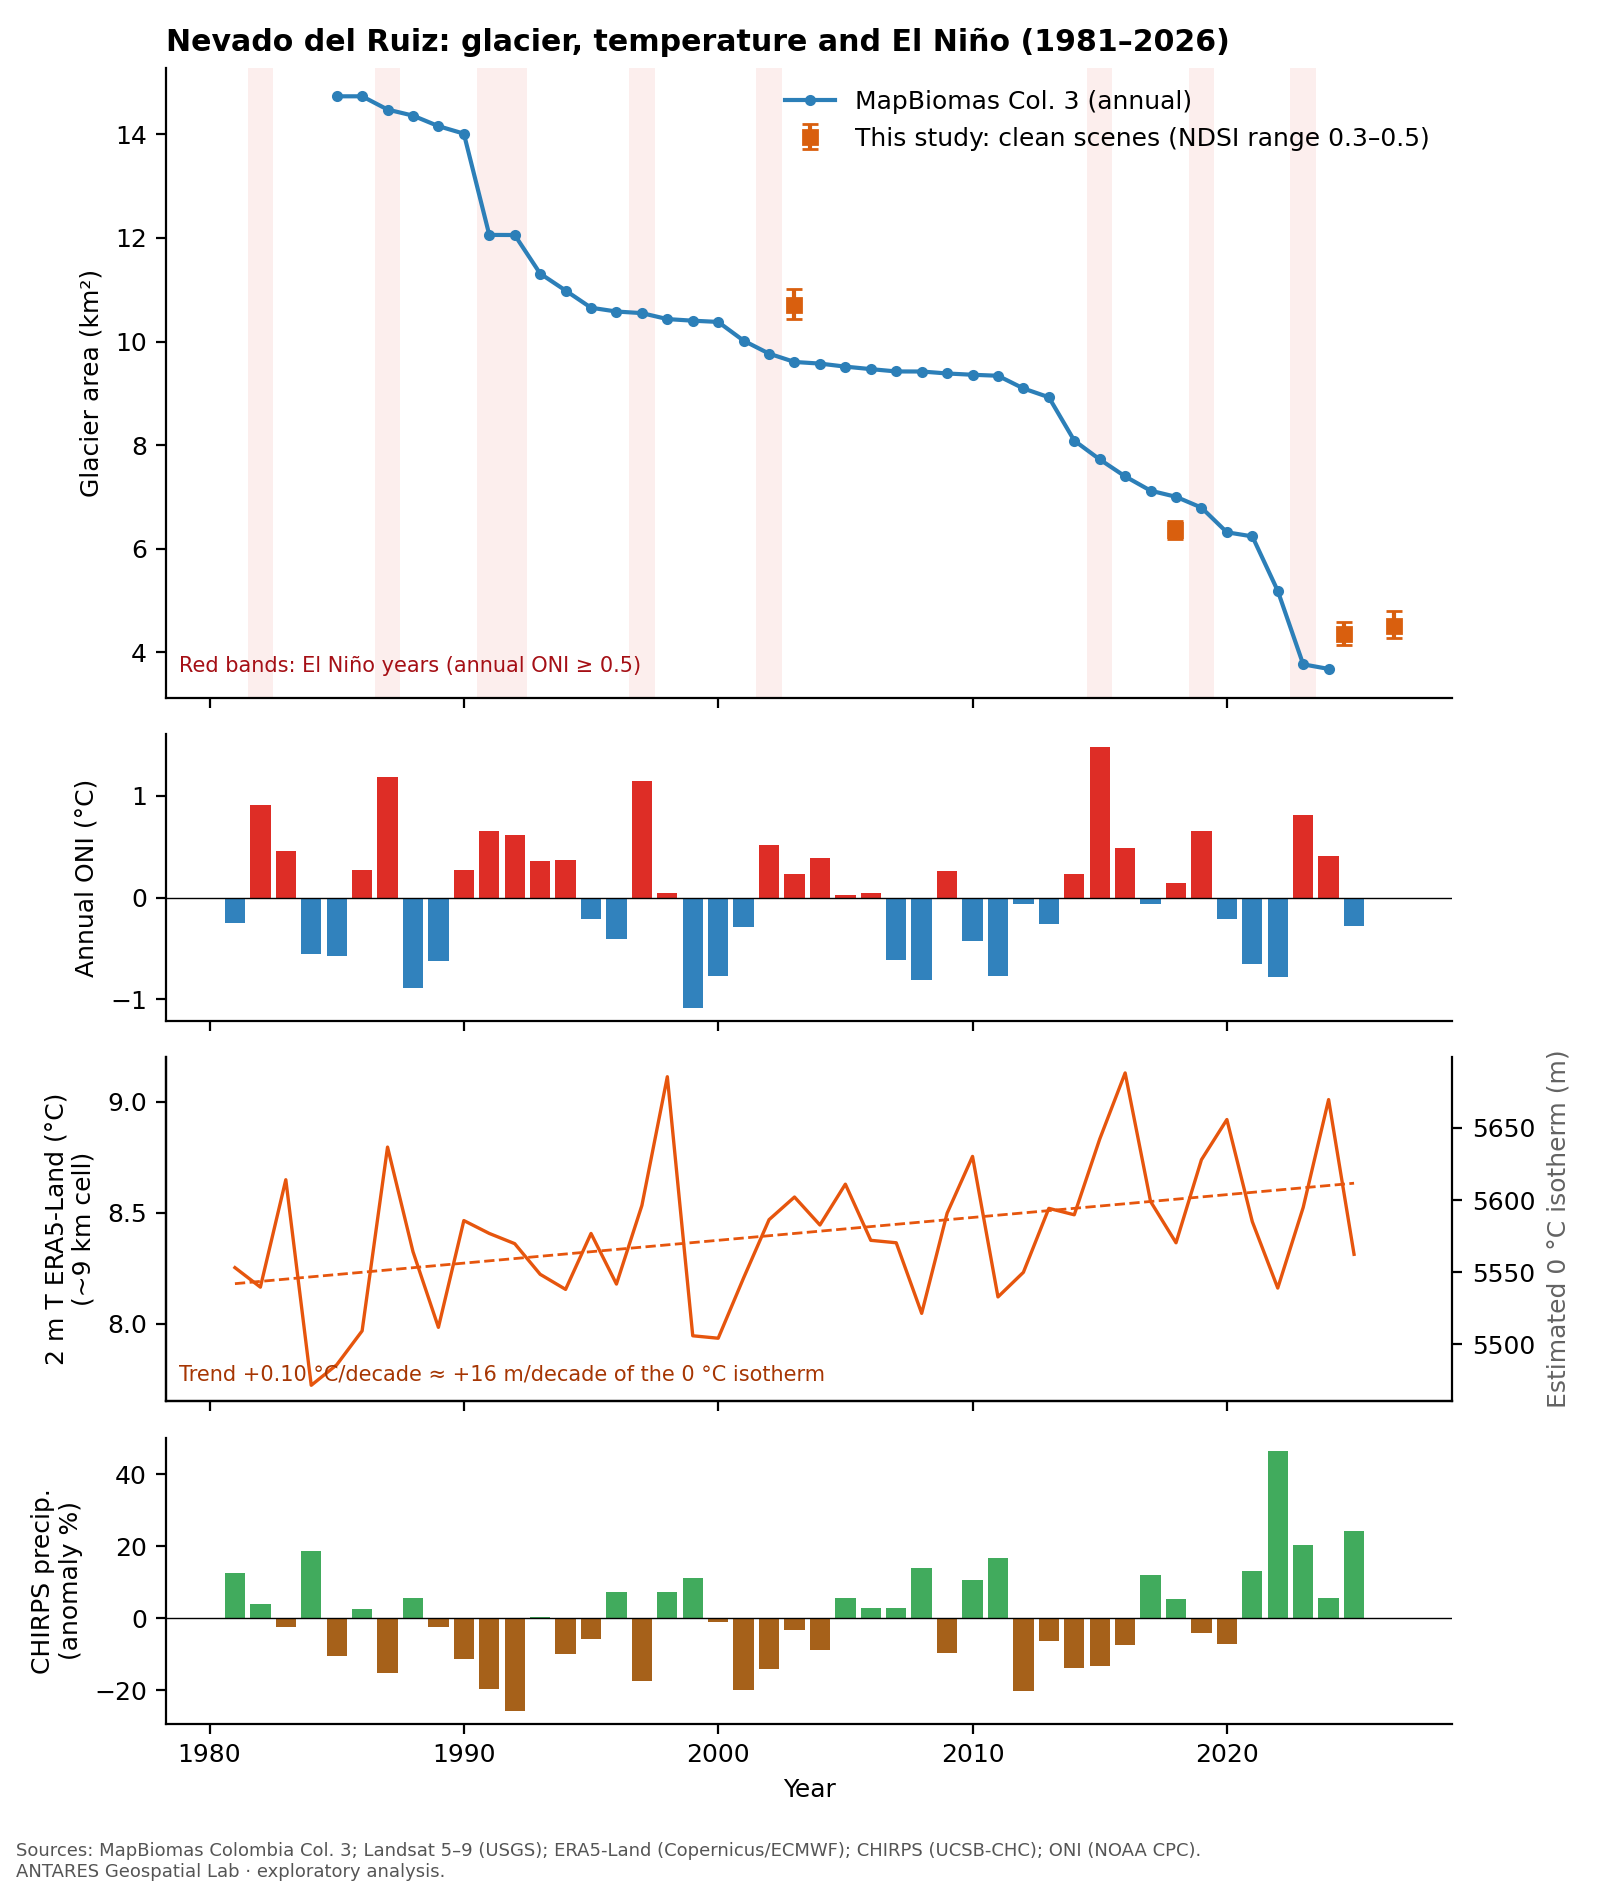 Nevado del Ruiz: glacier, temperature and El Niño (1981–2026)
MapBiomas Col. 3 (annual)
This study: clean scenes (NDSI range 0.3–0.5)
Glacier area (km²)
14
12
10
8
6
4
Red bands: El Niño years (annual ONI ≥ 0.5)
Annual ONI (°C)
1
0
−1
2 m T ERA5-Land (°C)
(~9 km cell)
9.0
8.5
8.0
Trend +0.10 °C/decade ≈ +16 m/decade of the 0 °C isotherm
5650
5600
5550
5500
Estimated 0 °C isotherm (m)
CHIRPS precip.
(anomaly %)
40
20
0
−20
1980 1990 2000 2010 2020
Year
Sources: MapBiomas Colombia Col. 3; Landsat 5–9 (USGS); ERA5-Land (Copernicus/ECMWF); CHIRPS (UCSB-CHC); ONI (NOAA CPC).
ANTARES Geospatial Lab · exploratory analysis.